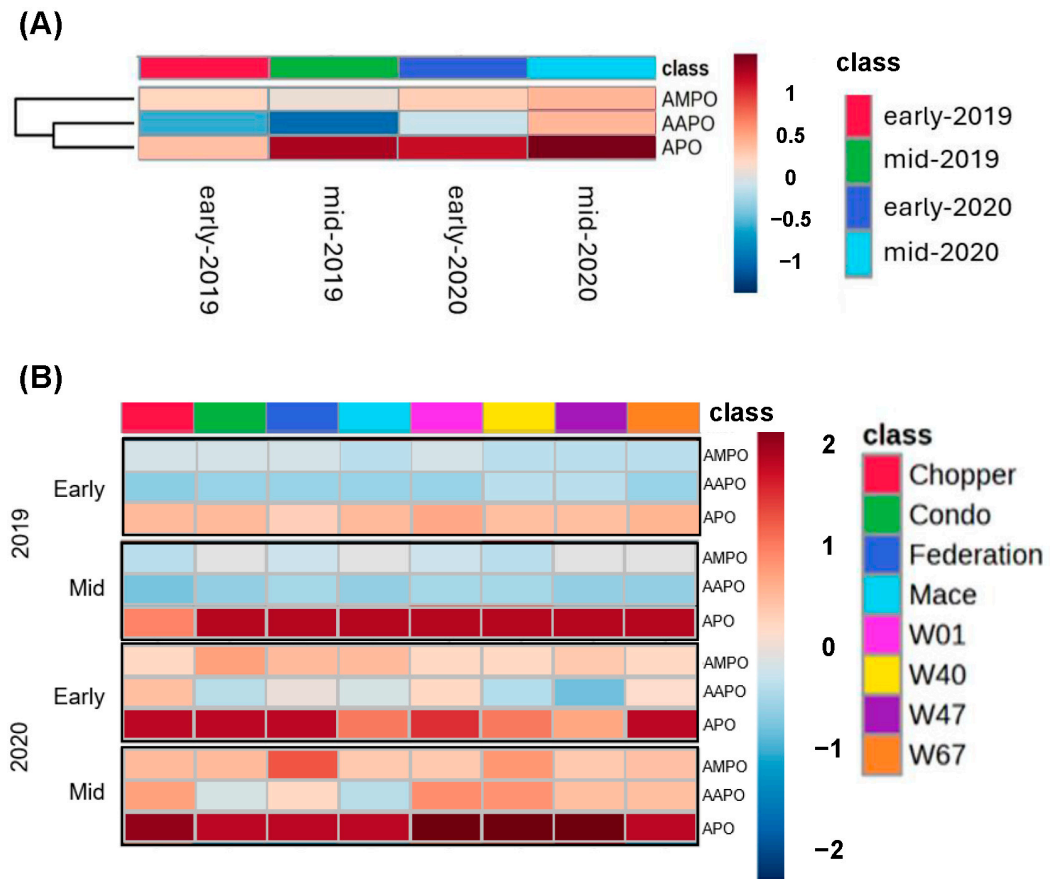 (A)
class
AMPO
AAPO
APO
early-2019
mid-2019
early-2020
mid-2020
1
0.5
0
−0.5
−1
class
early-2019
mid-2019
early-2020
mid-2020
(B)
class
2019
Early
AMPO
AAPO
APO
Mid
AMPO
AAPO
APO
2020
Early
AMPO
AAPO
APO
Mid
AMPO
AAPO
APO
2
1
0
−1
−2
class
Chopper
Condo
Federation
Mace
W01
W40
W47
W67